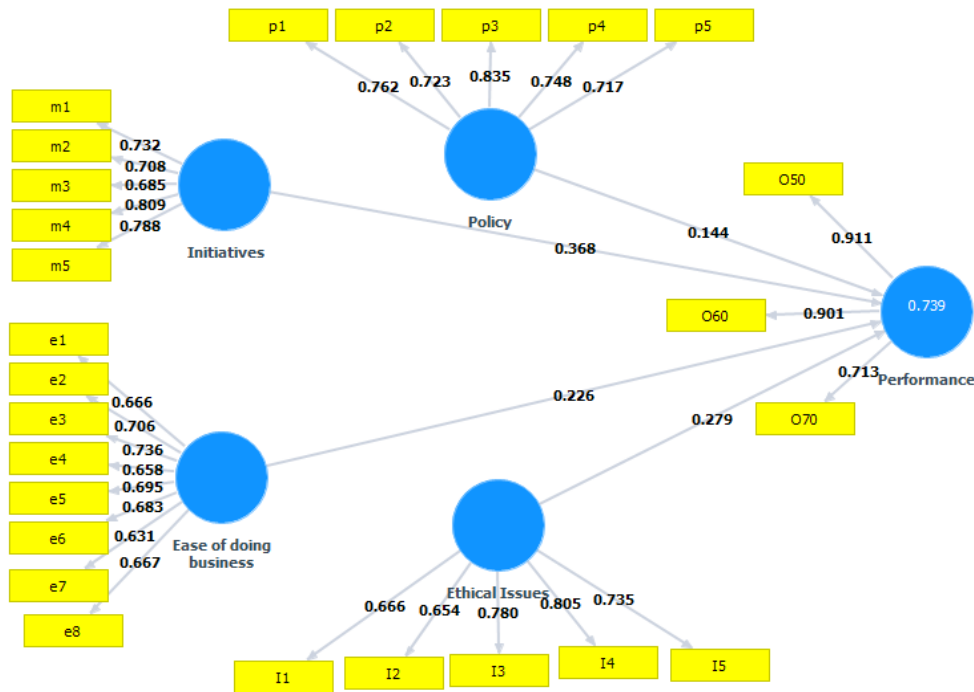 p1
p2
p3
p4
p5
0.762
0.723
0.835
0.748
0.717
Policy
m1
m2
m3
m4
m5
0.732
0.708
0.685
0.809
0.788
Initiatives
0.368
0.144
O50
0.911
O60
0.901
0.739
Performance
0.713
O70
e1
e2
e3
e4
e5
e6
e7
e8
0.666
0.706
0.736
0.658
0.695
0.683
0.631
0.667
Ease of doing
business
0.226
0.279
Ethical Issues
0.666
0.654
0.780
0.805
0.735
I1
I2
I3
I4
I5